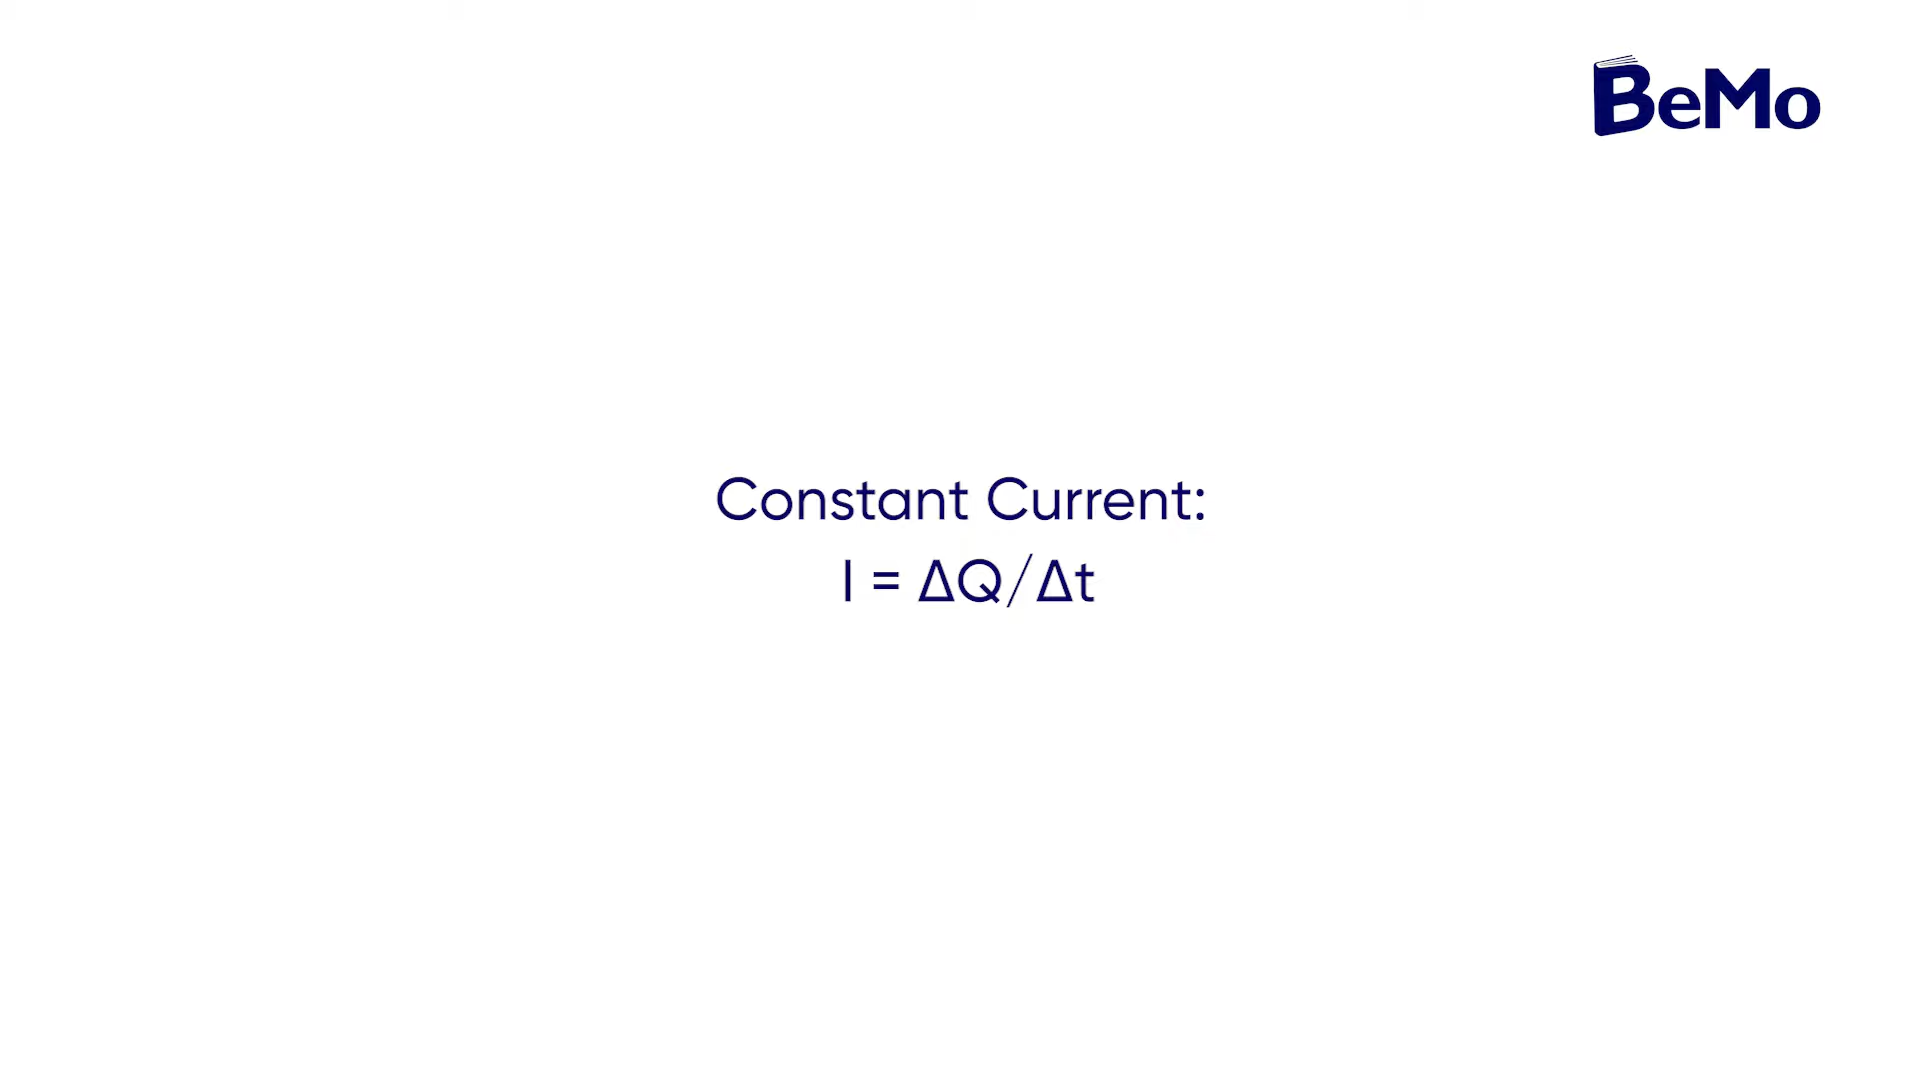 BeMo
Constant Current:
I = ΔQ/Δt